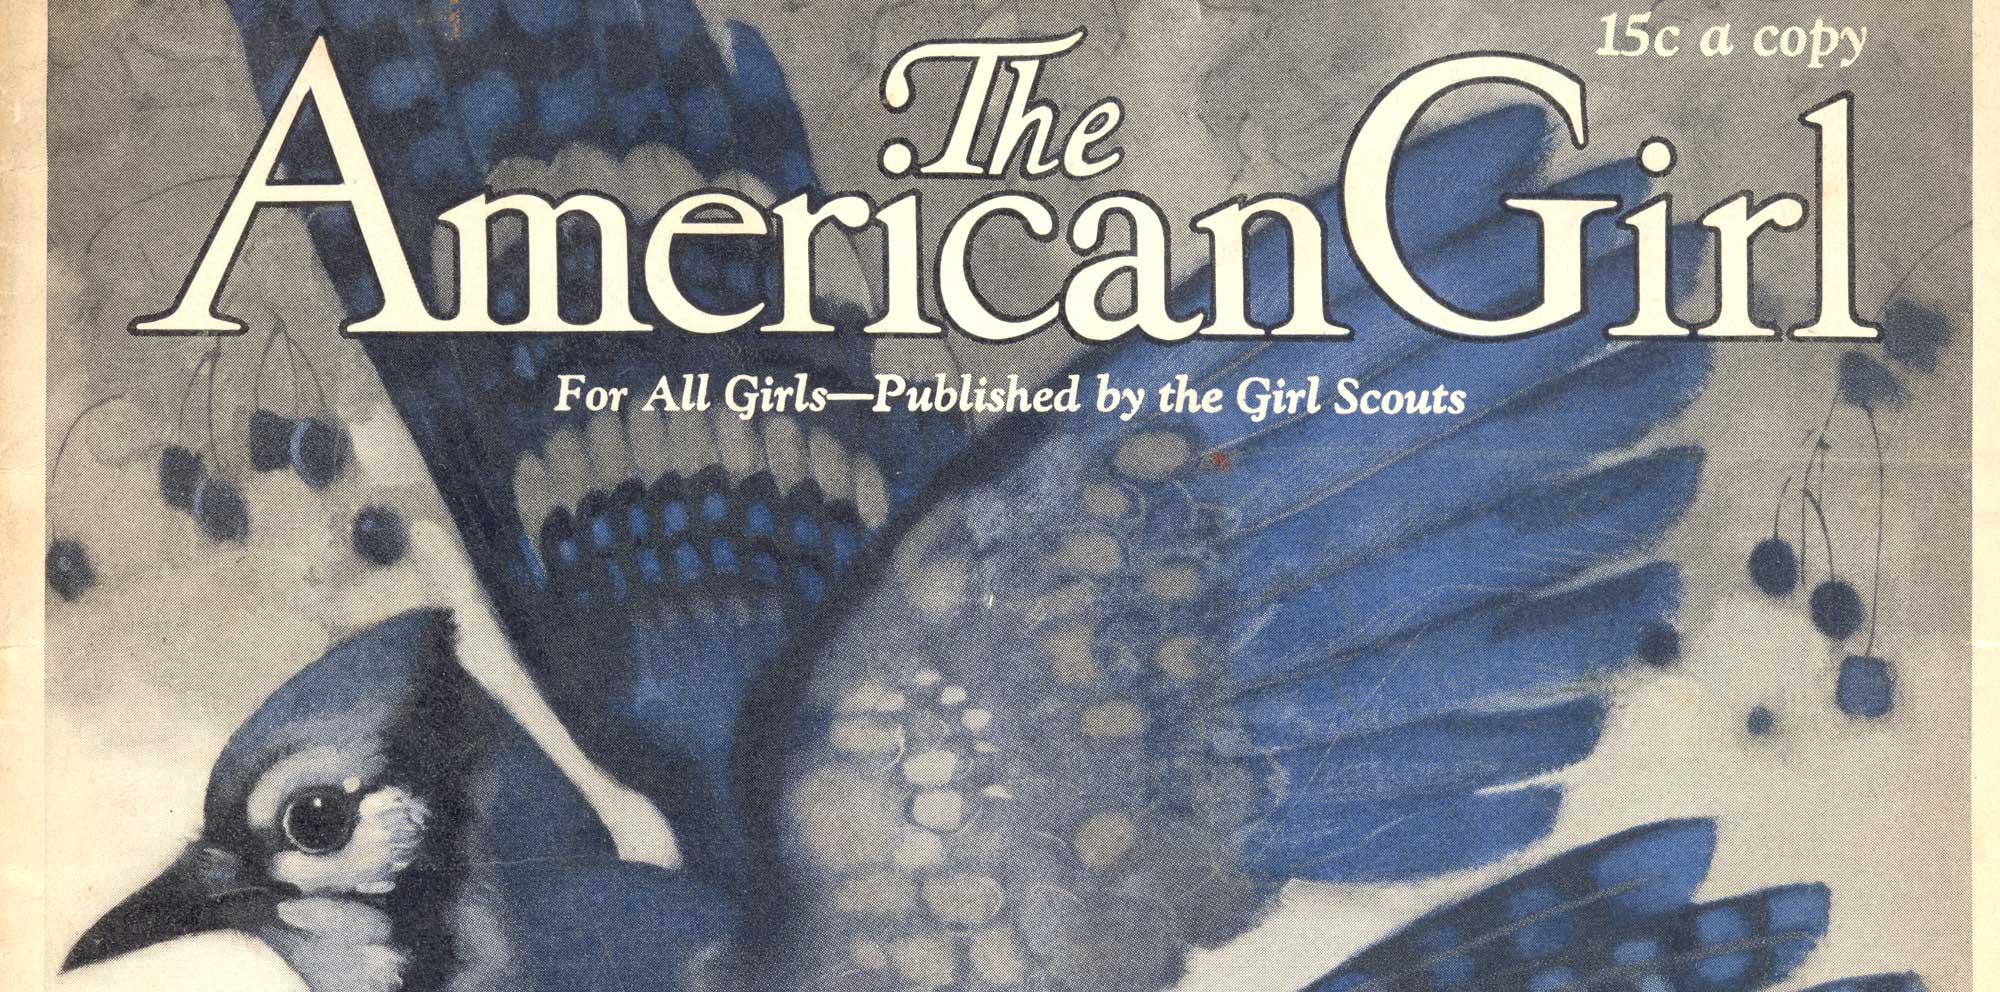 15c a copy
The
American Girl
For All Girls—Published by the Girl Scouts